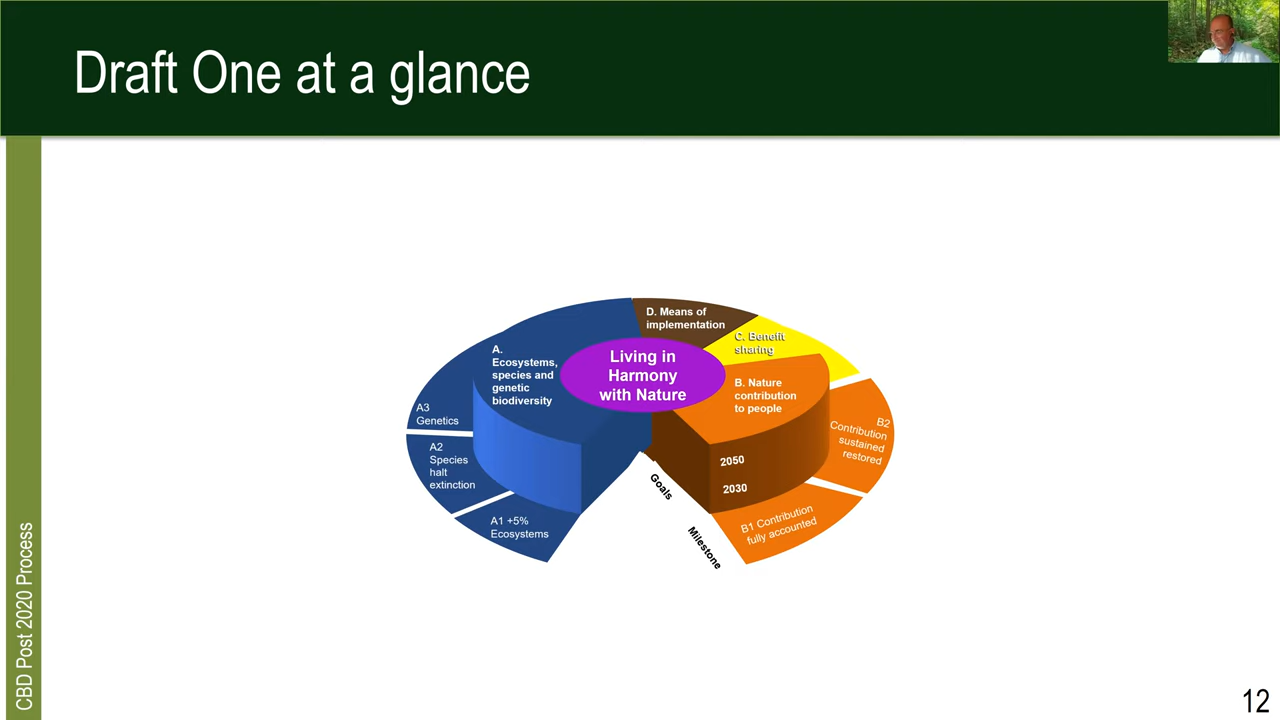 Draft One at a glance
D. Means of
implementation
C. Benefit
sharing
A.
Ecosystems,
species and
genetic
biodiversity
Living in
Harmony
with Nature
B. Nature
contribution
to people
A3
Genetics
A2
Species
halt
extinction
A1 +5%
Ecosystems
B2
Contribution
sustained
restored
2050
2030
Goals
Milestone
B1 Contribution
fully accounted
CBD Post 2020 Process
12